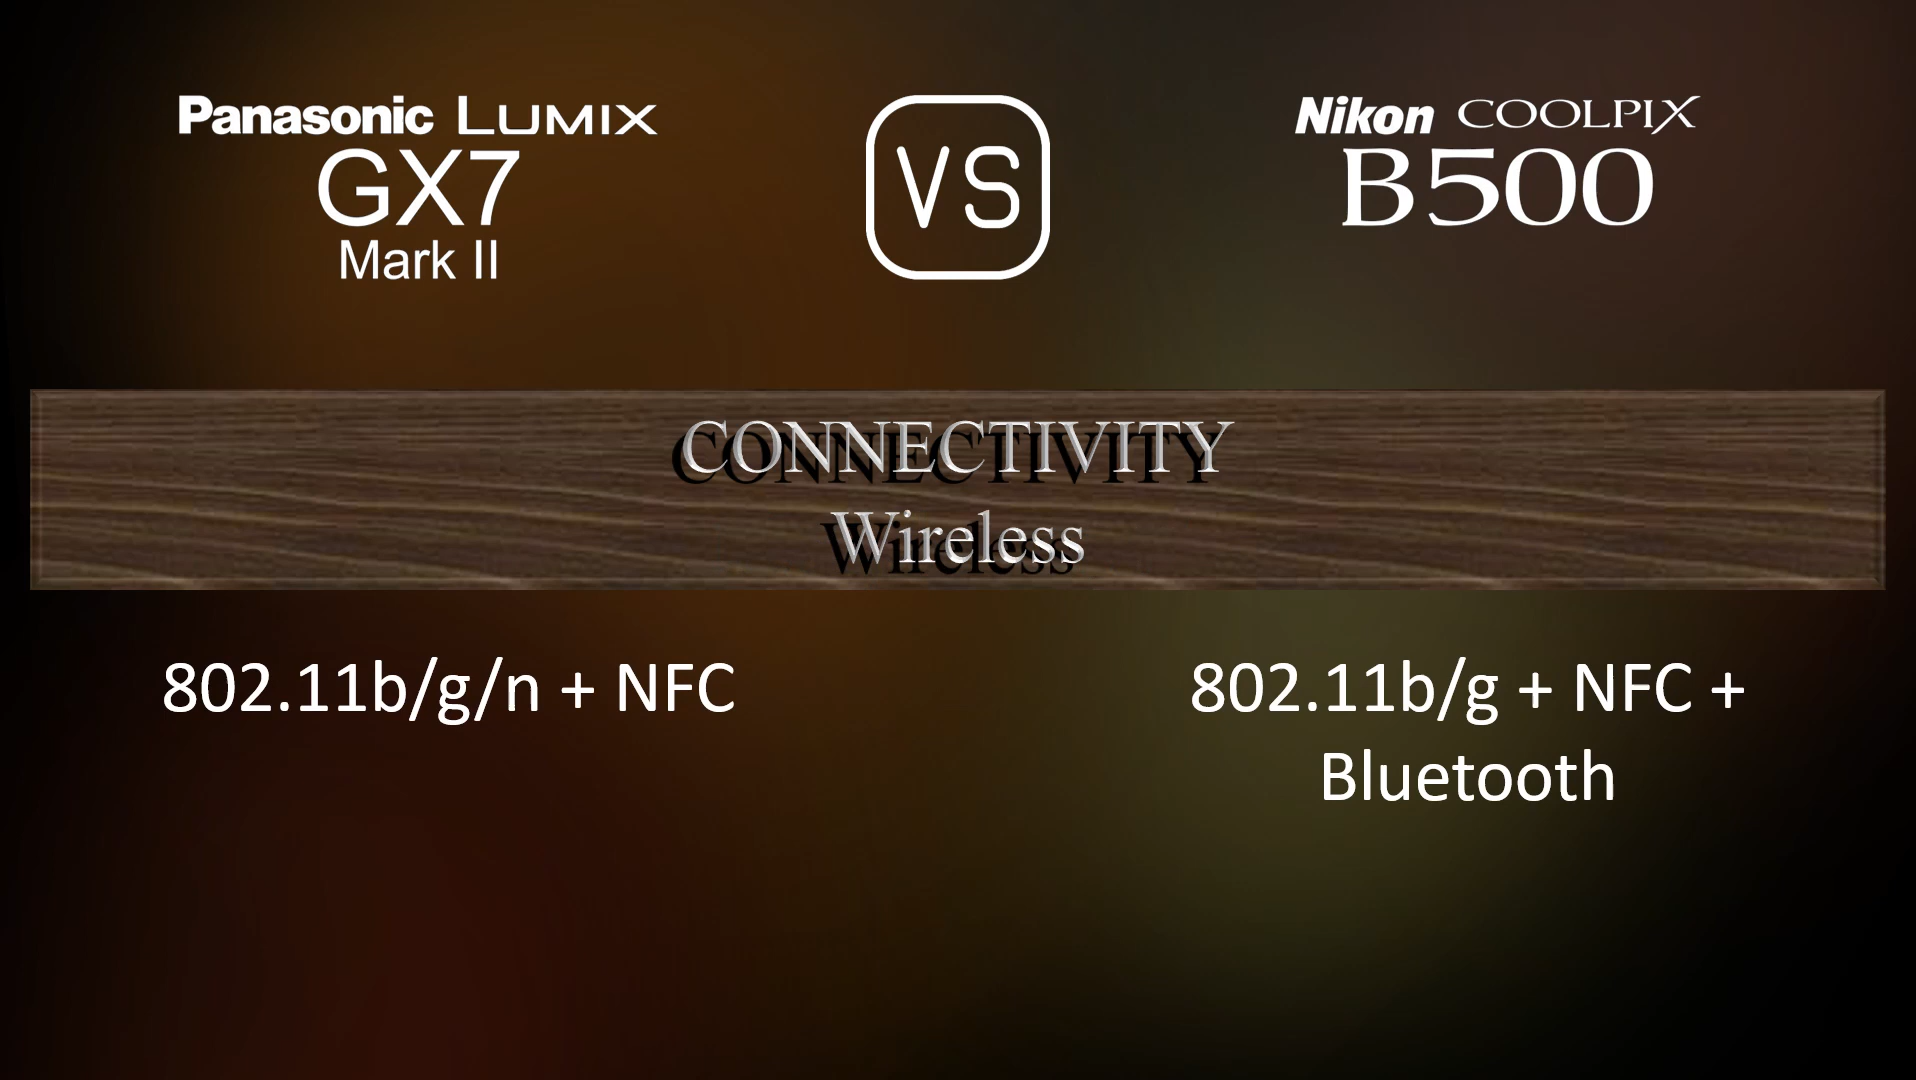 Panasonic LUMIX
GX7
Mark II
VS
Nikon COOLPIX
B500
CONNECTIVITY
Wireless
802.11b/g/n + NFC
802.11b/g + NFC +
Bluetooth